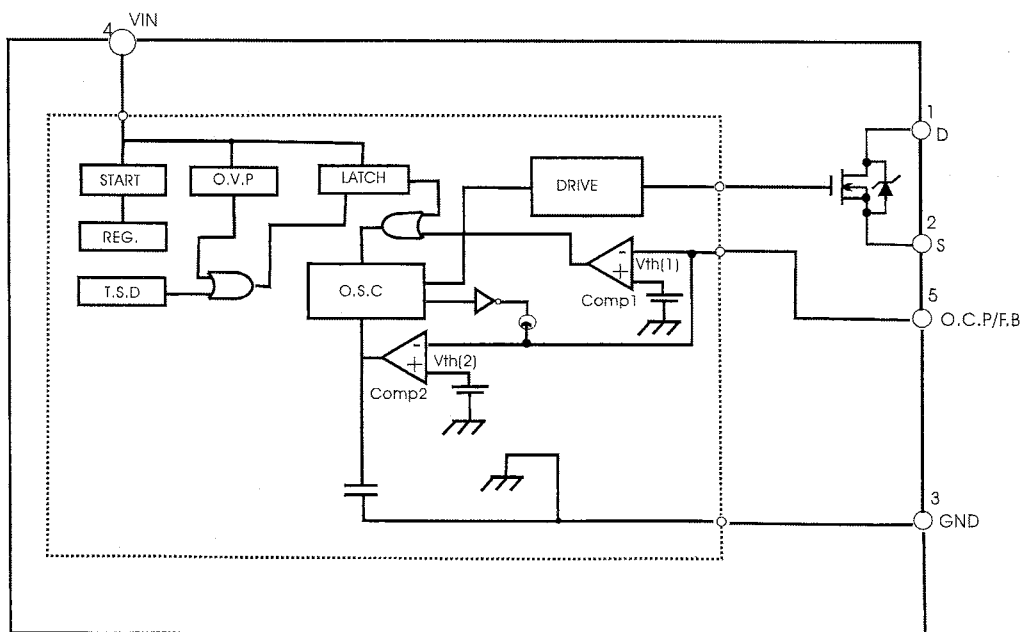 VIN
4
1
D
START
O.V.P
LATCH
DRIVE
REG.
2
S
- Vth(1)
+
T.S.D
O.S.C
Comp1
5
O.C.P/F.B
- Vth(2)
+
Comp2
3
GND